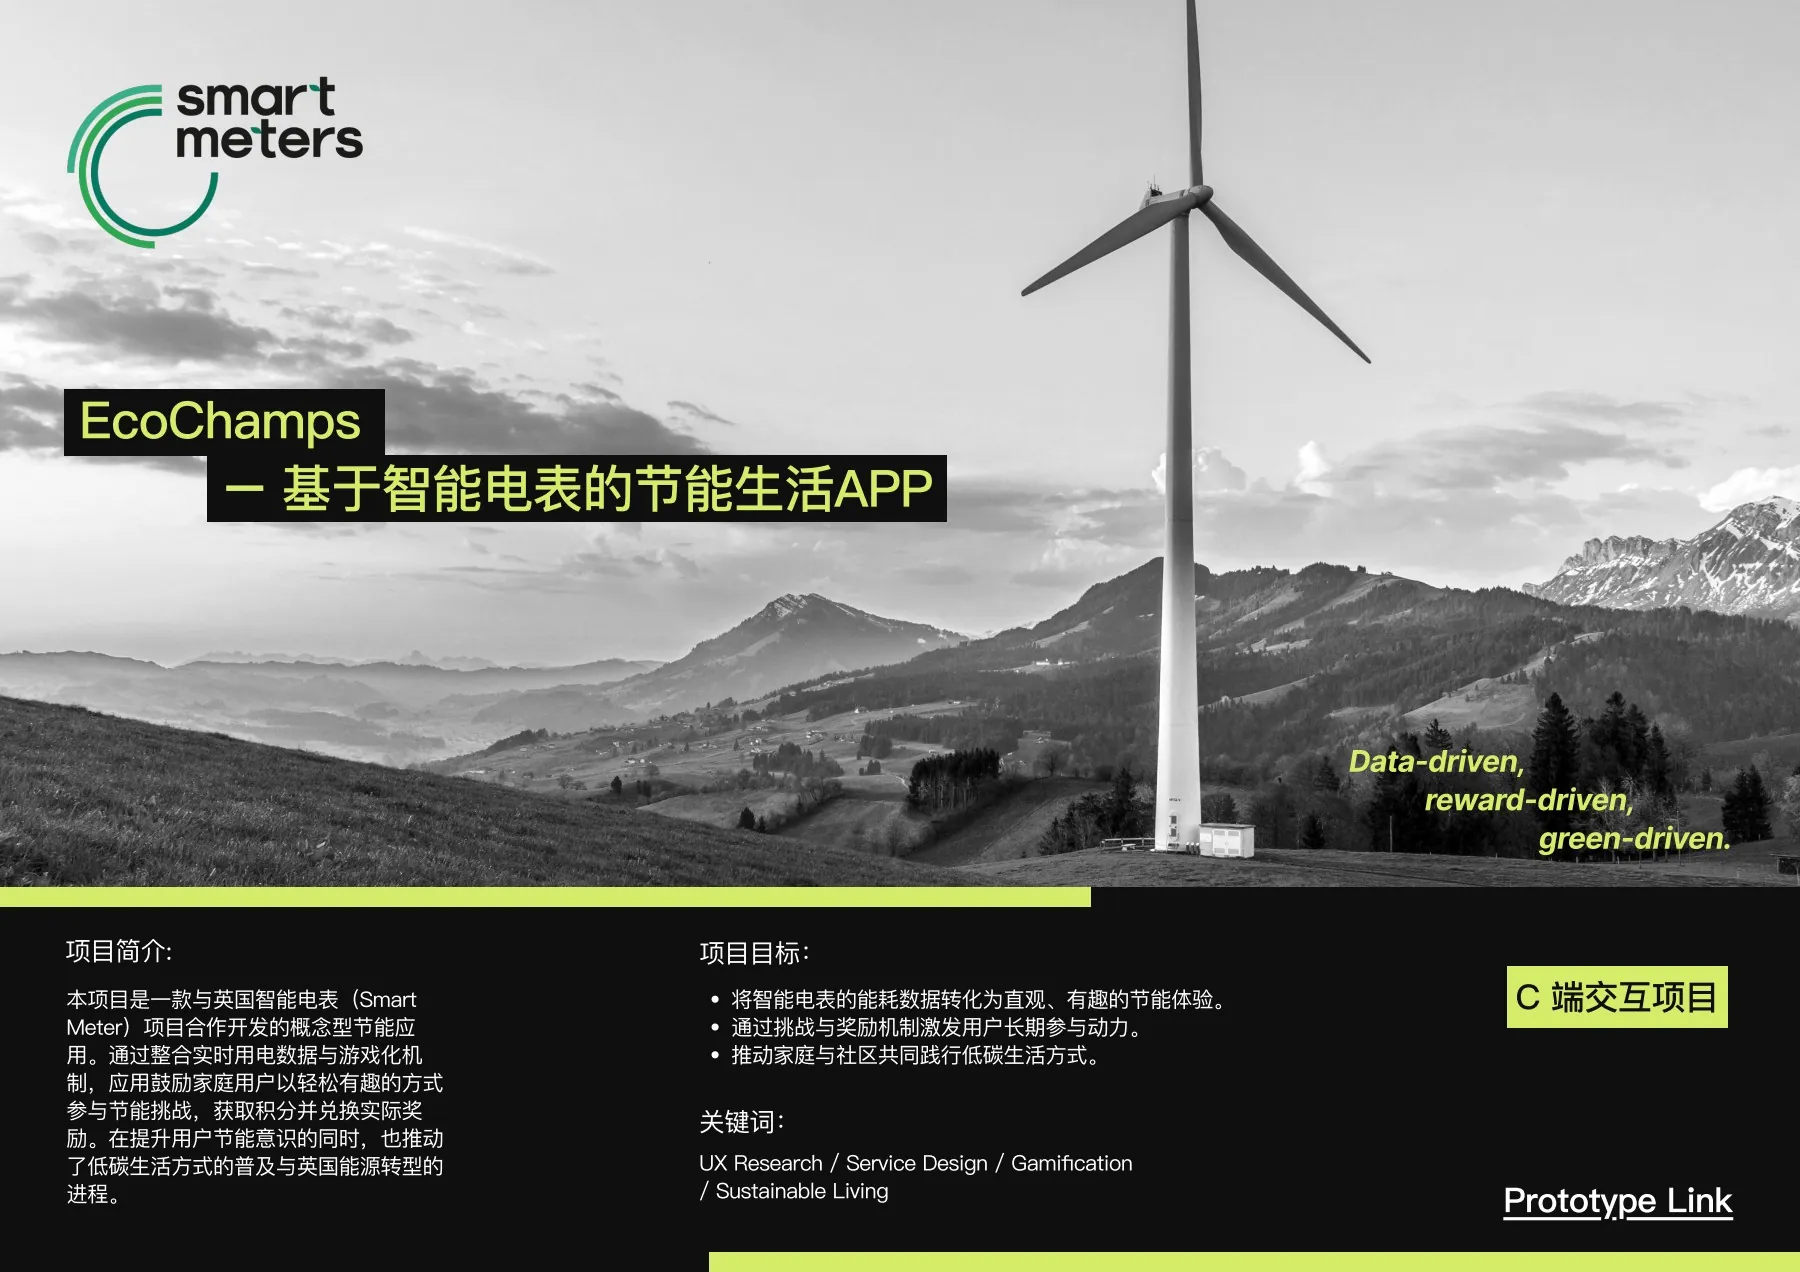 smart
meters
EcoChamps
— 基于智能电表的节能生活APP
Data-driven,
reward-driven,
green-driven.
项目简介:
本项目是一款与英国智能电表（Smart
Meter）项目合作开发的概念型节能应
用。通过整合实时用电数据与游戏化机
制，应用鼓励家庭用户以轻松有趣的方式
参与节能挑战，获取积分并兑换实际奖
励。在提升用户节能意识的同时，也推动
了低碳生活方式的普及与英国能源转型的
进程。
项目目标：
• 将智能电表的能耗数据转化为直观、有趣的节能体验。
• 通过挑战与奖励机制激发用户长期参与动力。
• 推动家庭与社区共同践行低碳生活方式。
关键词：
UX Research / Service Design / Gamification
/ Sustainable Living
C 端交互项目
Prototype Link